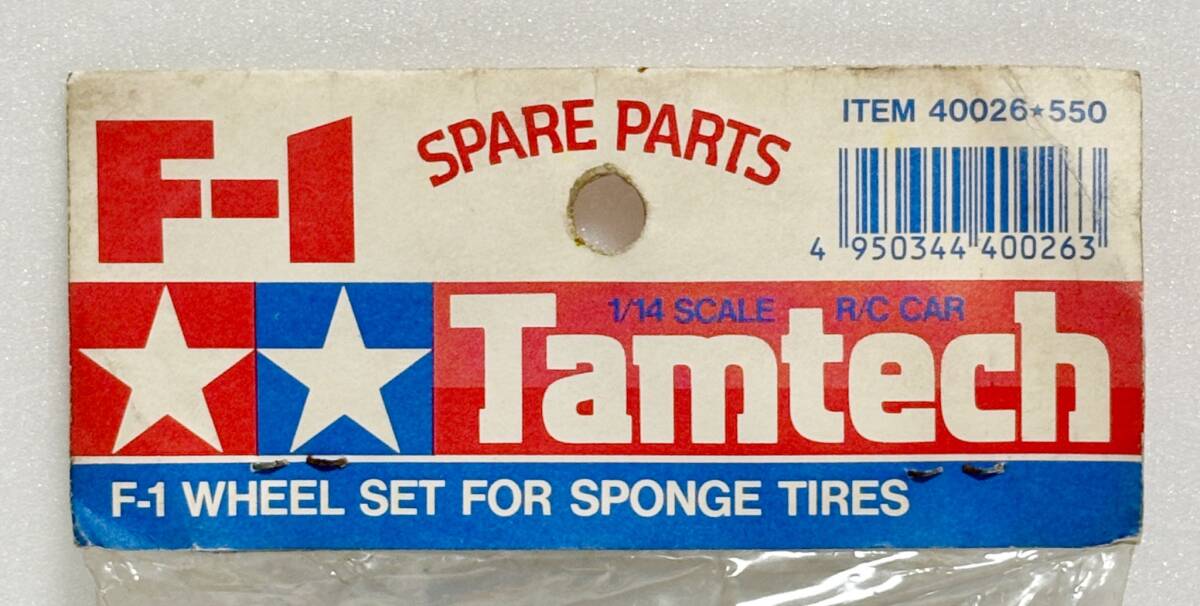 F-1
SPARE PARTS
ITEM 40026★550
4 950344 400263
1/14 SCALE R/C CAR
Tamtech
F-1 WHEEL SET FOR SPONGE TIRES